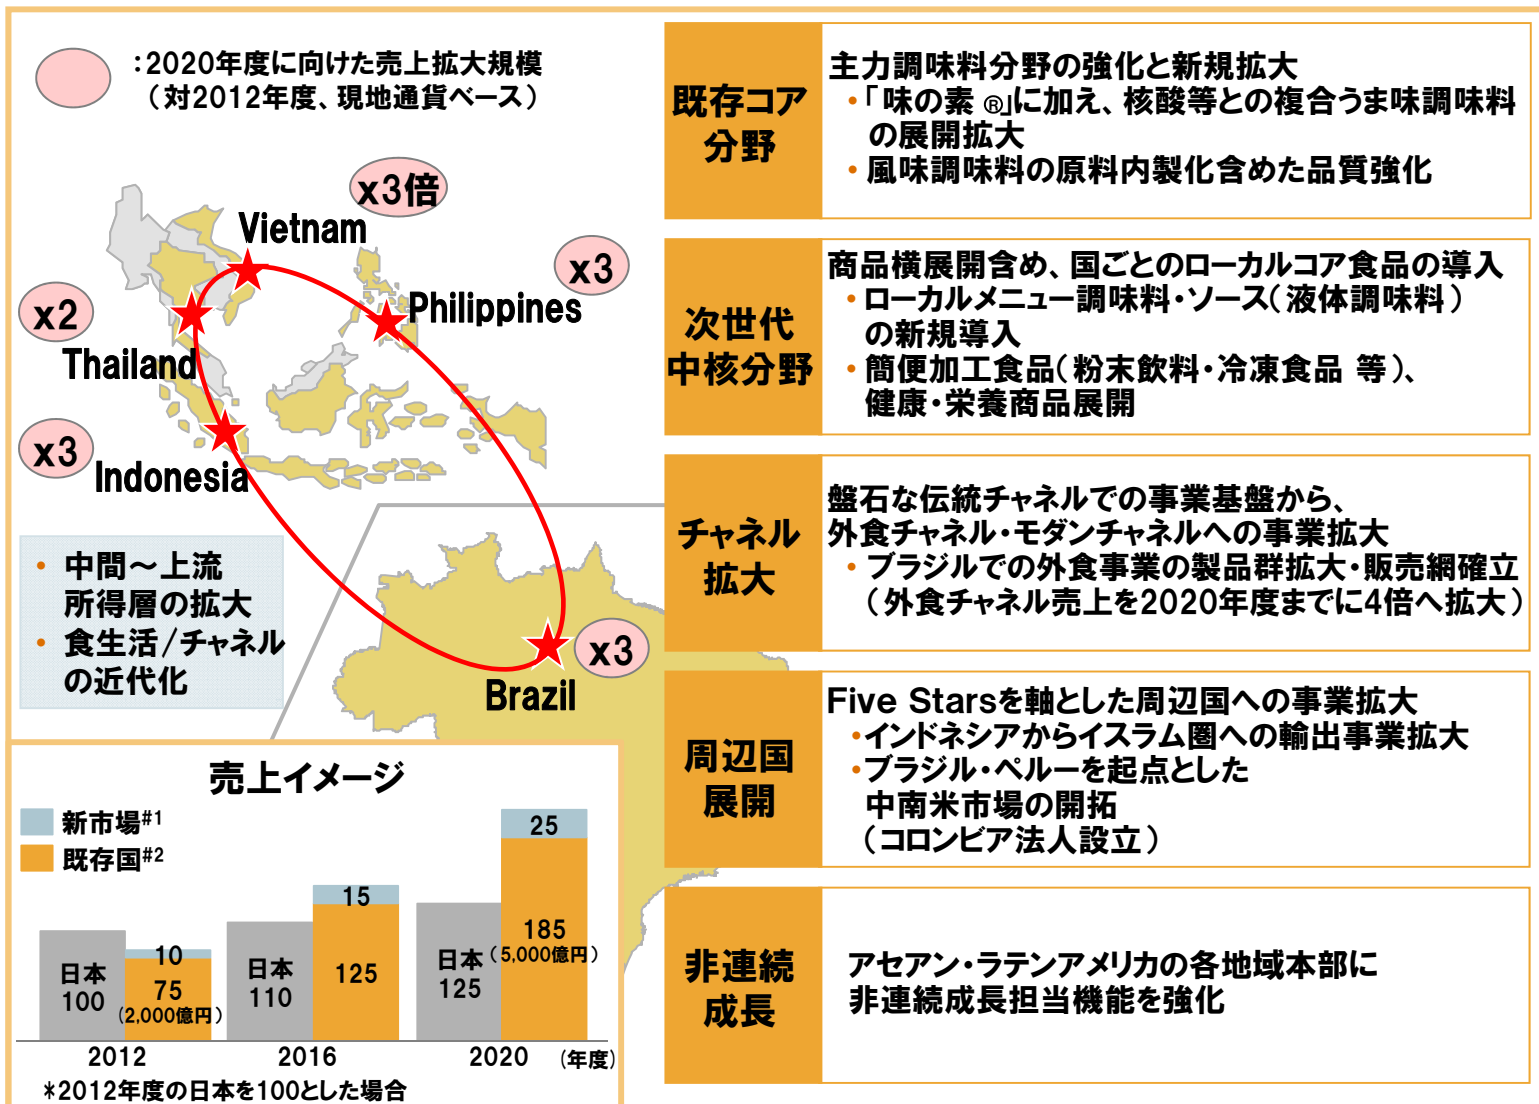 :2020年度に向けた売上拡大規模
（対2012年度、現地通貨ベース）
x3倍
Vietnam
x3
Philippines
x2
Thailand
x3
Indonesia
x3
Brazil
• 中間～上流
所得層の拡大
• 食生活/チャネル
の近代化
売上イメージ
新市場#1
既存国#2
日本
100
10
75
(2,000億円)
日本
110
15
125
日本
125
25
185
(5,000億円)
2012
2016
2020
(年度)
*2012年度の日本を100とした場合
既存コア
分野
主力調味料分野の強化と新規拡大
• 「味の素 ®」に加え、核酸等との複合うま味調味料
の展開拡大
• 風味調味料の原料内製化含めた品質強化
次世代
中核分野
商品横展開含め、国ごとのローカルコア食品の導入
• ローカルメニュー調味料・ソース（液体調味料）
の新規導入
• 簡便加工食品（粉末飲料・冷凍食品 等）、
健康・栄養商品展開
チャネル
拡大
盤石な伝統チャネルでの事業基盤から、
外食チャネル・モダンチャネルへの事業拡大
• ブラジルでの外食事業の製品群拡大・販売網確立
（外食チャネル売上を2020年度までに4倍へ拡大）
周辺国
展開
Five Starsを軸とした周辺国への事業拡大
•インドネシアからイスラム圏への輸出事業拡大
•ブラジル・ペルーを起点とした
中南米市場の開拓
（コロンビア法人設立）
非連続
成長
アセアン・ラテンアメリカの各地域本部に
非連続成長担当機能を強化